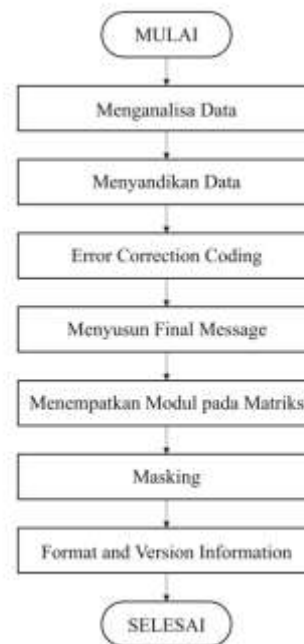 MULAI
Menganalisa Data
Menyandikan Data
Error Correction Coding
Menyusun Final Message
Menempatkan Modul pada Matriks
Masking
Format and Version Information
SELESAI